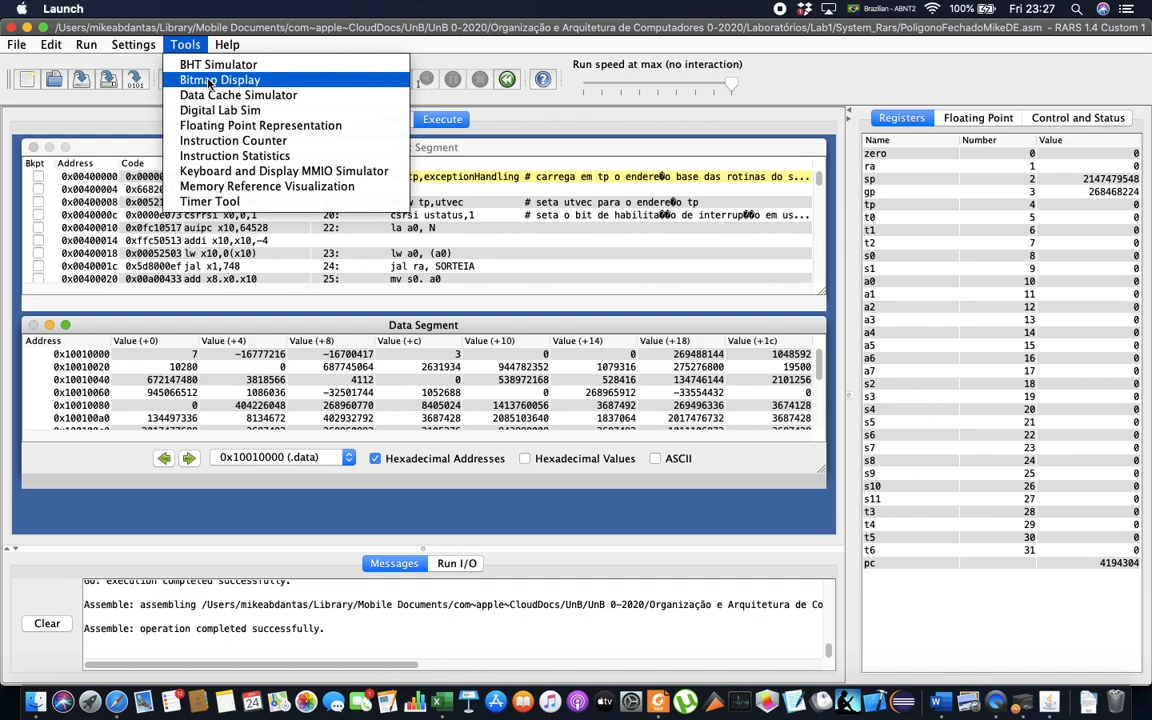 Launch
Brazilian - ABNT2 100% Fri 23:27
/Users/mikeabdantas/Library/Mobile Documents/com~apple~CloudDocs/UnB/UnB 0-2020/Organização e Arquitetura de Computadores 0-2020/Laboratórios/Lab1/System_Rars/PoligonoFechadoMikeDE.asm - RARS 1.4 Custom 1
File Edit Run Settings Tools Help
BHT Simulator
Bitmap Display
Data Cache Simulator
Digital Lab Sim
Floating Point Representation
Instruction Counter
Instruction Statistics
Keyboard and Display MMIO Simulator
Memory Reference Visualization
Timer Tool
Run speed at max (no interaction)
Execute
Segment
Bkpt Address Code
0x00400000
0x00400004
0x00400008
0x0040000c 0x0000e073 csrrsi x0,0,1 20: csrsi ustatus,1
0x00400010 0x0fc10517 auipc x10,64528 22: la a0, N
0x00400014 0xffc50513 addi x10,x10,-4
0x00400018 0x00052503 lw x10,0(x10) 23: lw a0, (a0)
0x0040001c 0x5d8000ef jal x1,748 24: jal ra, SORTEIA
0x00400020 0x00a00433 add x8,x0,x10 25: mv s0, a0
Data Segment
Address Value (+0) Value (+4) Value (+8) Value (+c) Value (+10) Value (+14) Value (+18) Value (+1c)
0x10010000 7 -16777216 -16700417 3 0 0 269488144 1048592
0x10010020 10280 0 687745064 2631934 944782352 1079316 275276800 19500
0x10010040 672147480 3818566 4112 0 538972168 528416 134746144 2101256
0x10010060 945066512 1086036 -32501744 1052688 0 268965912 -33554432 0
0x10010080 0 404226048 268960770 8405024 1413760056 3687492 269496336 3674128
0x100100a0 134497336 8134672 402932792 3687428 2085103640 1837064 2017476732 3687428
0x10010000 (.data) Hexadecimal Addresses Hexadecimal Values ASCII
Messages Run I/O
Go: execution completed successfully.
Assemble: assembling /Users/mikeabdantas/Library/Mobile Documents/com~apple~CloudDocs/UnB/UnB 0-2020/Organização e Arquitetura de Co
Clear
Assemble: operation completed successfully.
Registers Floating Point Control and Status
Name Number Value
zero 0 0
ra 1 0
sp 2 2147479548
gp 3 268468224
tp 4 0
t0 5 0
t1 6 0
t2 7 0
s0 8 0
s1 9 0
a0 10 0
a1 11 0
a2 12 0
a3 13 0
a4 14 0
a5 15 0
a6 16 0
a7 17 0
s2 18 0
s3 19 0
s4 20 0
s5 21 0
s6 22 0
s7 23 0
s8 24 0
s9 25 0
s10 26 0
s11 27 0
t3 28 0
t4 29 0
t5 30 0
t6 31 0
pc 4194304